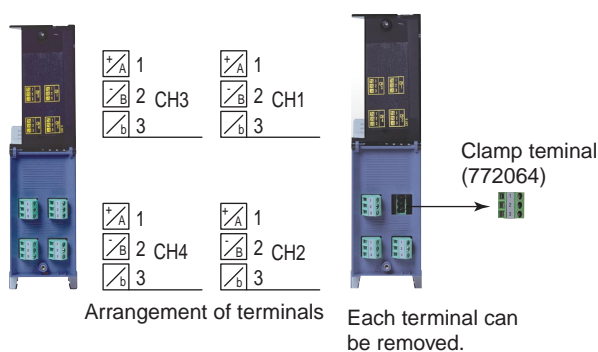 +/A 1
-/B 2 CH3
/b 3
+/A 1
-/B 2 CH1
/b 3
+/A 1
-/B 2 CH4
/b 3
+/A 1
-/B 2 CH2
/b 3
Arrangement of terminals
Clamp teminal
(772064)
Each terminal can
be removed.